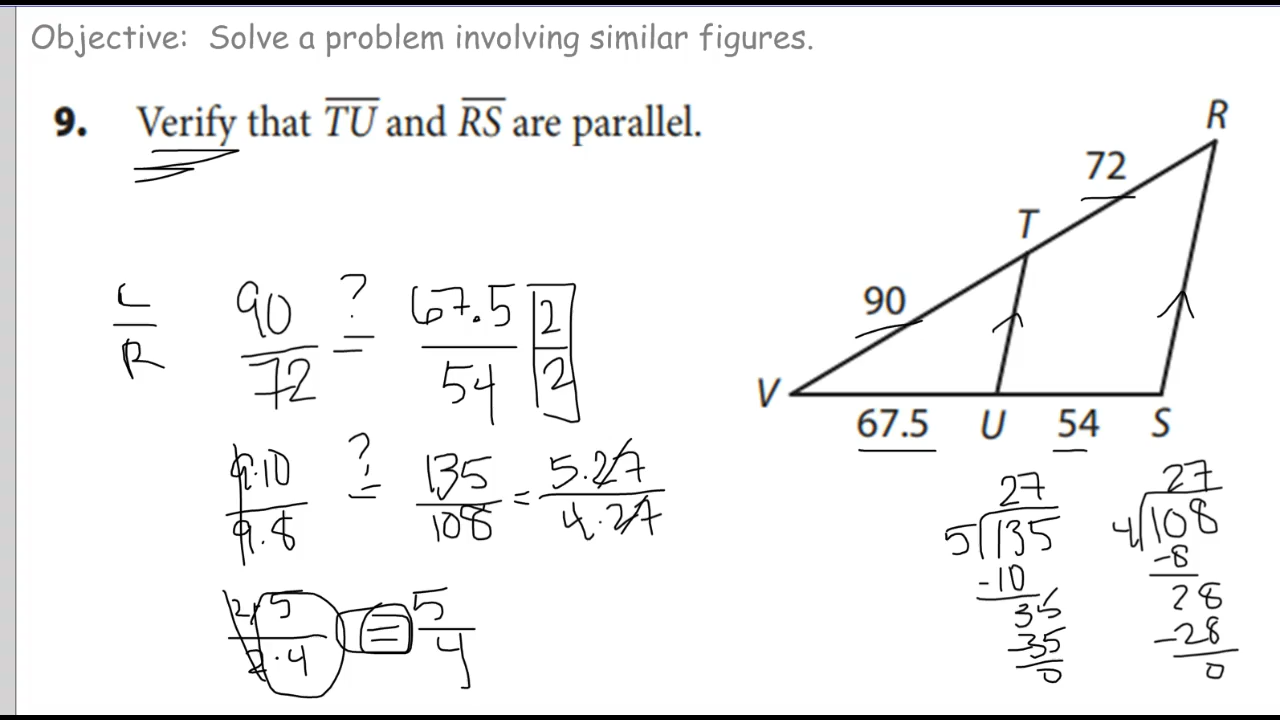 Objective: Solve a problem involving similar figures.
9. Verify that TU and RS are parallel.
R
72
T
90
V
67.5 U 54 S
L/R 90/72 ?= 67.5/54 2/2
9·10/9·8 ?= 135/108 = 5·27/4·27
2·5/2·4 = 5/4
27
5 135
-10
35
-35
0
27
4 108
-8
28
-28
0